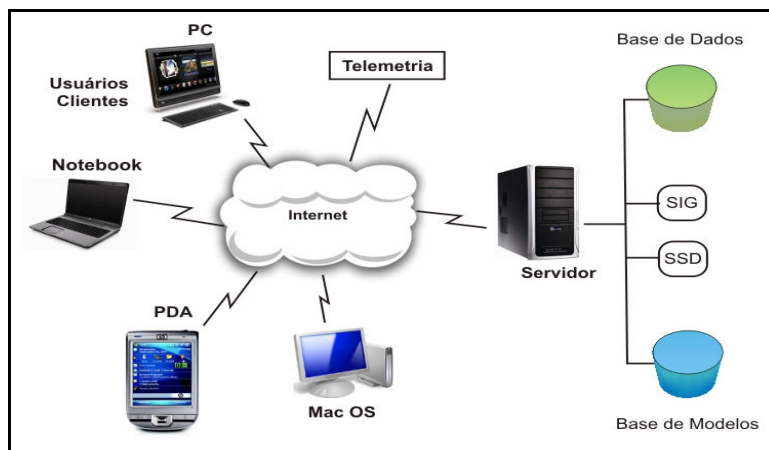 PC
Base de Dados
Telemetria
Usuários
Clientes
Notebook
Internet
SIG
Servidor
SSD
PDA
Mac OS
Base de Modelos